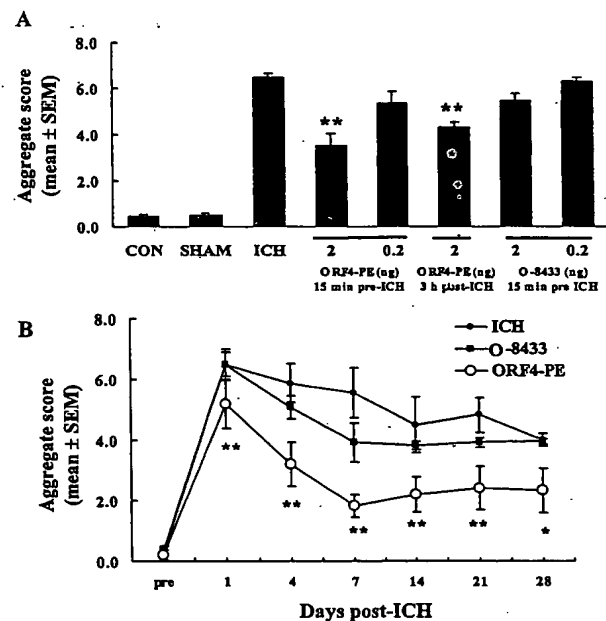 A
Aggregate score
(mean ± SEM)
8.0
6.0
4.0
2.0
0.0
**
**
CON SHAM ICH 2 0.2 2 2 0.2
ORF4-PE (ng) ORF4-PE (ng) O-8433 (ng)
15 min pre-ICH 3 h post-ICH 15 min pre ICH
B
Aggregate score
(mean ± SEM)
8.0
6.0
4.0
2.0
0.0
ICH
O-8433
ORF4-PE
**
**
**
**
**
*
pre 1 4 7 14 21 28
Days post-ICH